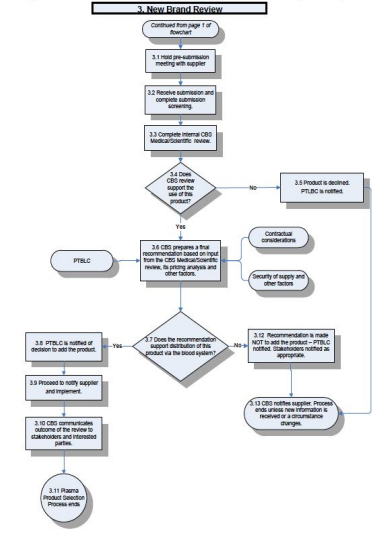 3. New Brand Review
Continued from page 1 of
flowchart
3.1 Hold pre-submission
meeting with supplier
3.2 Receive submission and
complete submission
screening.
3.3 Complete internal CBS
Medical/Scientific review.
3.4 Does
CBS review
support the
use of this
product?
No
3.5 Product is declined.
PTLBC is notified.
Yes
Contractual
considerations
PTBLC
3.6 CBS prepares a final
recommendation based on input
from the CBS Medical/Scientific
review, its pricing analysis and
other factors.
Security of supply and
other factors
3.8 PTBLC is notified of
decision to add the product.
Yes
3.7 Does the recommendation
support distribution of this
product via the blood system?
No
3.12 Recommendation is made
NOT to add the product – PTBLC
notified. Stakeholders notified as
appropriate.
3.9 Proceed to notify supplier
and implement.
3.13 CBS notifies supplier. Process
ends unless new information is
received or a circumstance
changes.
3.10 CBS communicates
outcome of the review to
stakeholders and interested
parties.
3.11 Plasma
Product Selection
Process ends